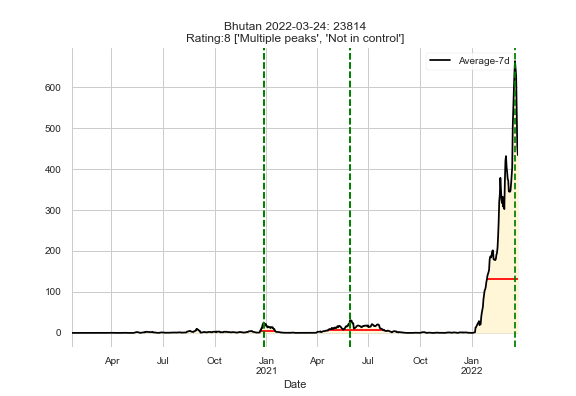 Bhutan 2022-03-24: 23814
Rating:8 ['Multiple peaks', 'Not in control']
Average-7d
600
500
400
300
200
100
0
Apr Jul Oct Jan Apr Jul Oct Jan
2021 2022
Date